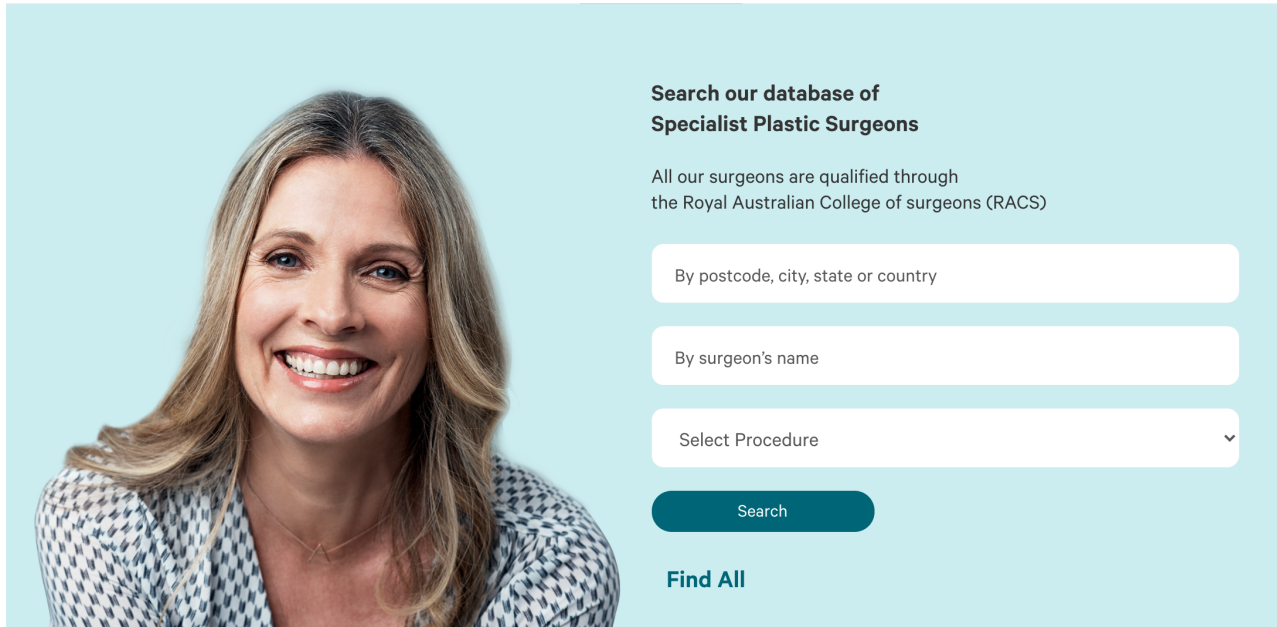 Search our database of
Specialist Plastic Surgeons
All our surgeons are qualified through
the Royal Australian College of surgeons (RACS)
By postcode, city, state or country
By surgeon’s name
Select Procedure
Search
Find All